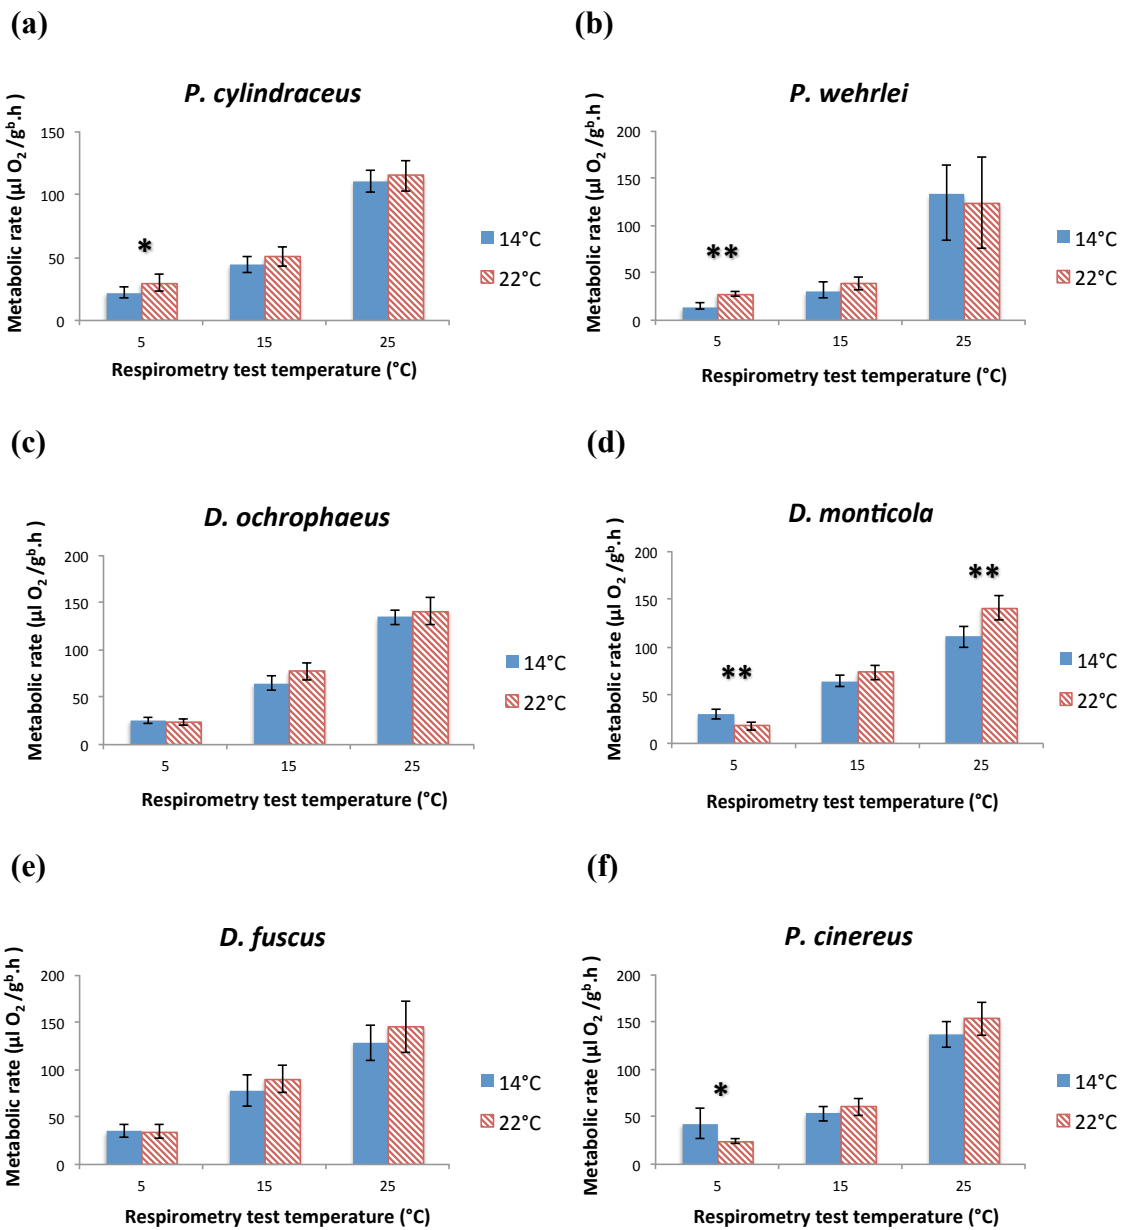 (a)
P. cylindraceus
Metabolic rate (µl O₂ /gᵇ.h )
150
100
50
0
*
5
15
25
Respirometry test temperature (°C)
14°C
22°C
(b)
P. wehrlei
Metabolic rate (µl O₂ /gᵇ.h )
200
150
100
50
0
**
5
15
25
Respirometry test temperature (°C)
14°C
22°C
(c)
D. ochrophaeus
Metabolic rate (µl O₂ /gᵇ.h )
200
150
100
50
0
5
15
25
Respirometry test temperature (°C)
14°C
22°C
(d)
D. monticola
Metabolic rate (µl O₂ /gᵇ.h )
200
150
100
50
0
**
**
5
15
25
Respirometry test temperature (°C)
14°C
22°C
(e)
D. fuscus
Metabolic rate (µl O₂ /gᵇ.h )
200
150
100
50
0
5
15
25
Respirometry test temperature (°C)
14°C
22°C
(f)
P. cinereus
Metabolic rate (µl O₂ /gᵇ.h )
200
150
100
50
0
*
5
15
25
Respirometry test temperature (°C)
14°C
22°C